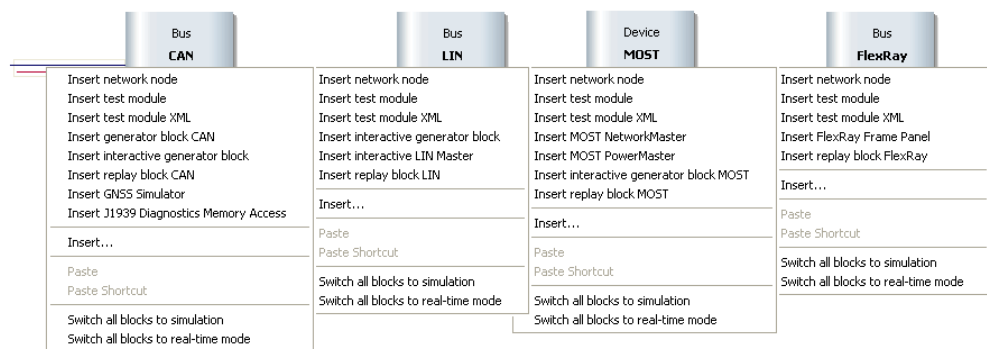 Bus
CAN
Insert network node
Insert test module
Insert test module XML
Insert generator block CAN
Insert interactive generator block
Insert replay block CAN
Insert GNSS Simulator
Insert J1939 Diagnostics Memory Access
Insert...
Paste
Paste Shortcut
Switch all blocks to simulation
Switch all blocks to real-time mode
Bus
LIN
Insert network node
Insert test module
Insert test module XML
Insert interactive generator block
Insert interactive LIN Master
Insert replay block LIN
Insert...
Paste
Paste Shortcut
Switch all blocks to simulation
Switch all blocks to real-time mode
Device
MOST
Insert network node
Insert test module
Insert test module XML
Insert MOST NetworkMaster
Insert MOST PowerMaster
Insert interactive generator block MOST
Insert replay block MOST
Insert...
Paste
Paste Shortcut
Switch all blocks to simulation
Switch all blocks to real-time mode
Bus
FlexRay
Insert network node
Insert test module
Insert test module XML
Insert FlexRay Frame Panel
Insert replay block FlexRay
Insert...
Paste
Paste Shortcut
Switch all blocks to simulation
Switch all blocks to real-time mode